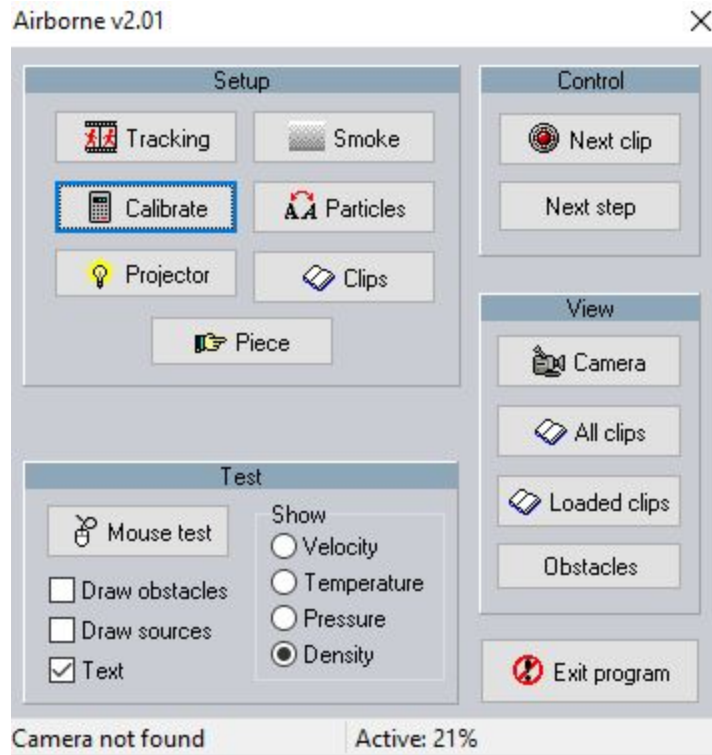 Airborne v2.01
Setup
Tracking
Smoke
Calibrate
Particles
Projector
Clips
Piece
Control
Next clip
Next step
View
Camera
All clips
Loaded clips
Obstacles
Test
Mouse test
Draw obstacles
Draw sources
Text
Show
Velocity
Temperature
Pressure
Density
Exit program
Camera not found
Active: 21%